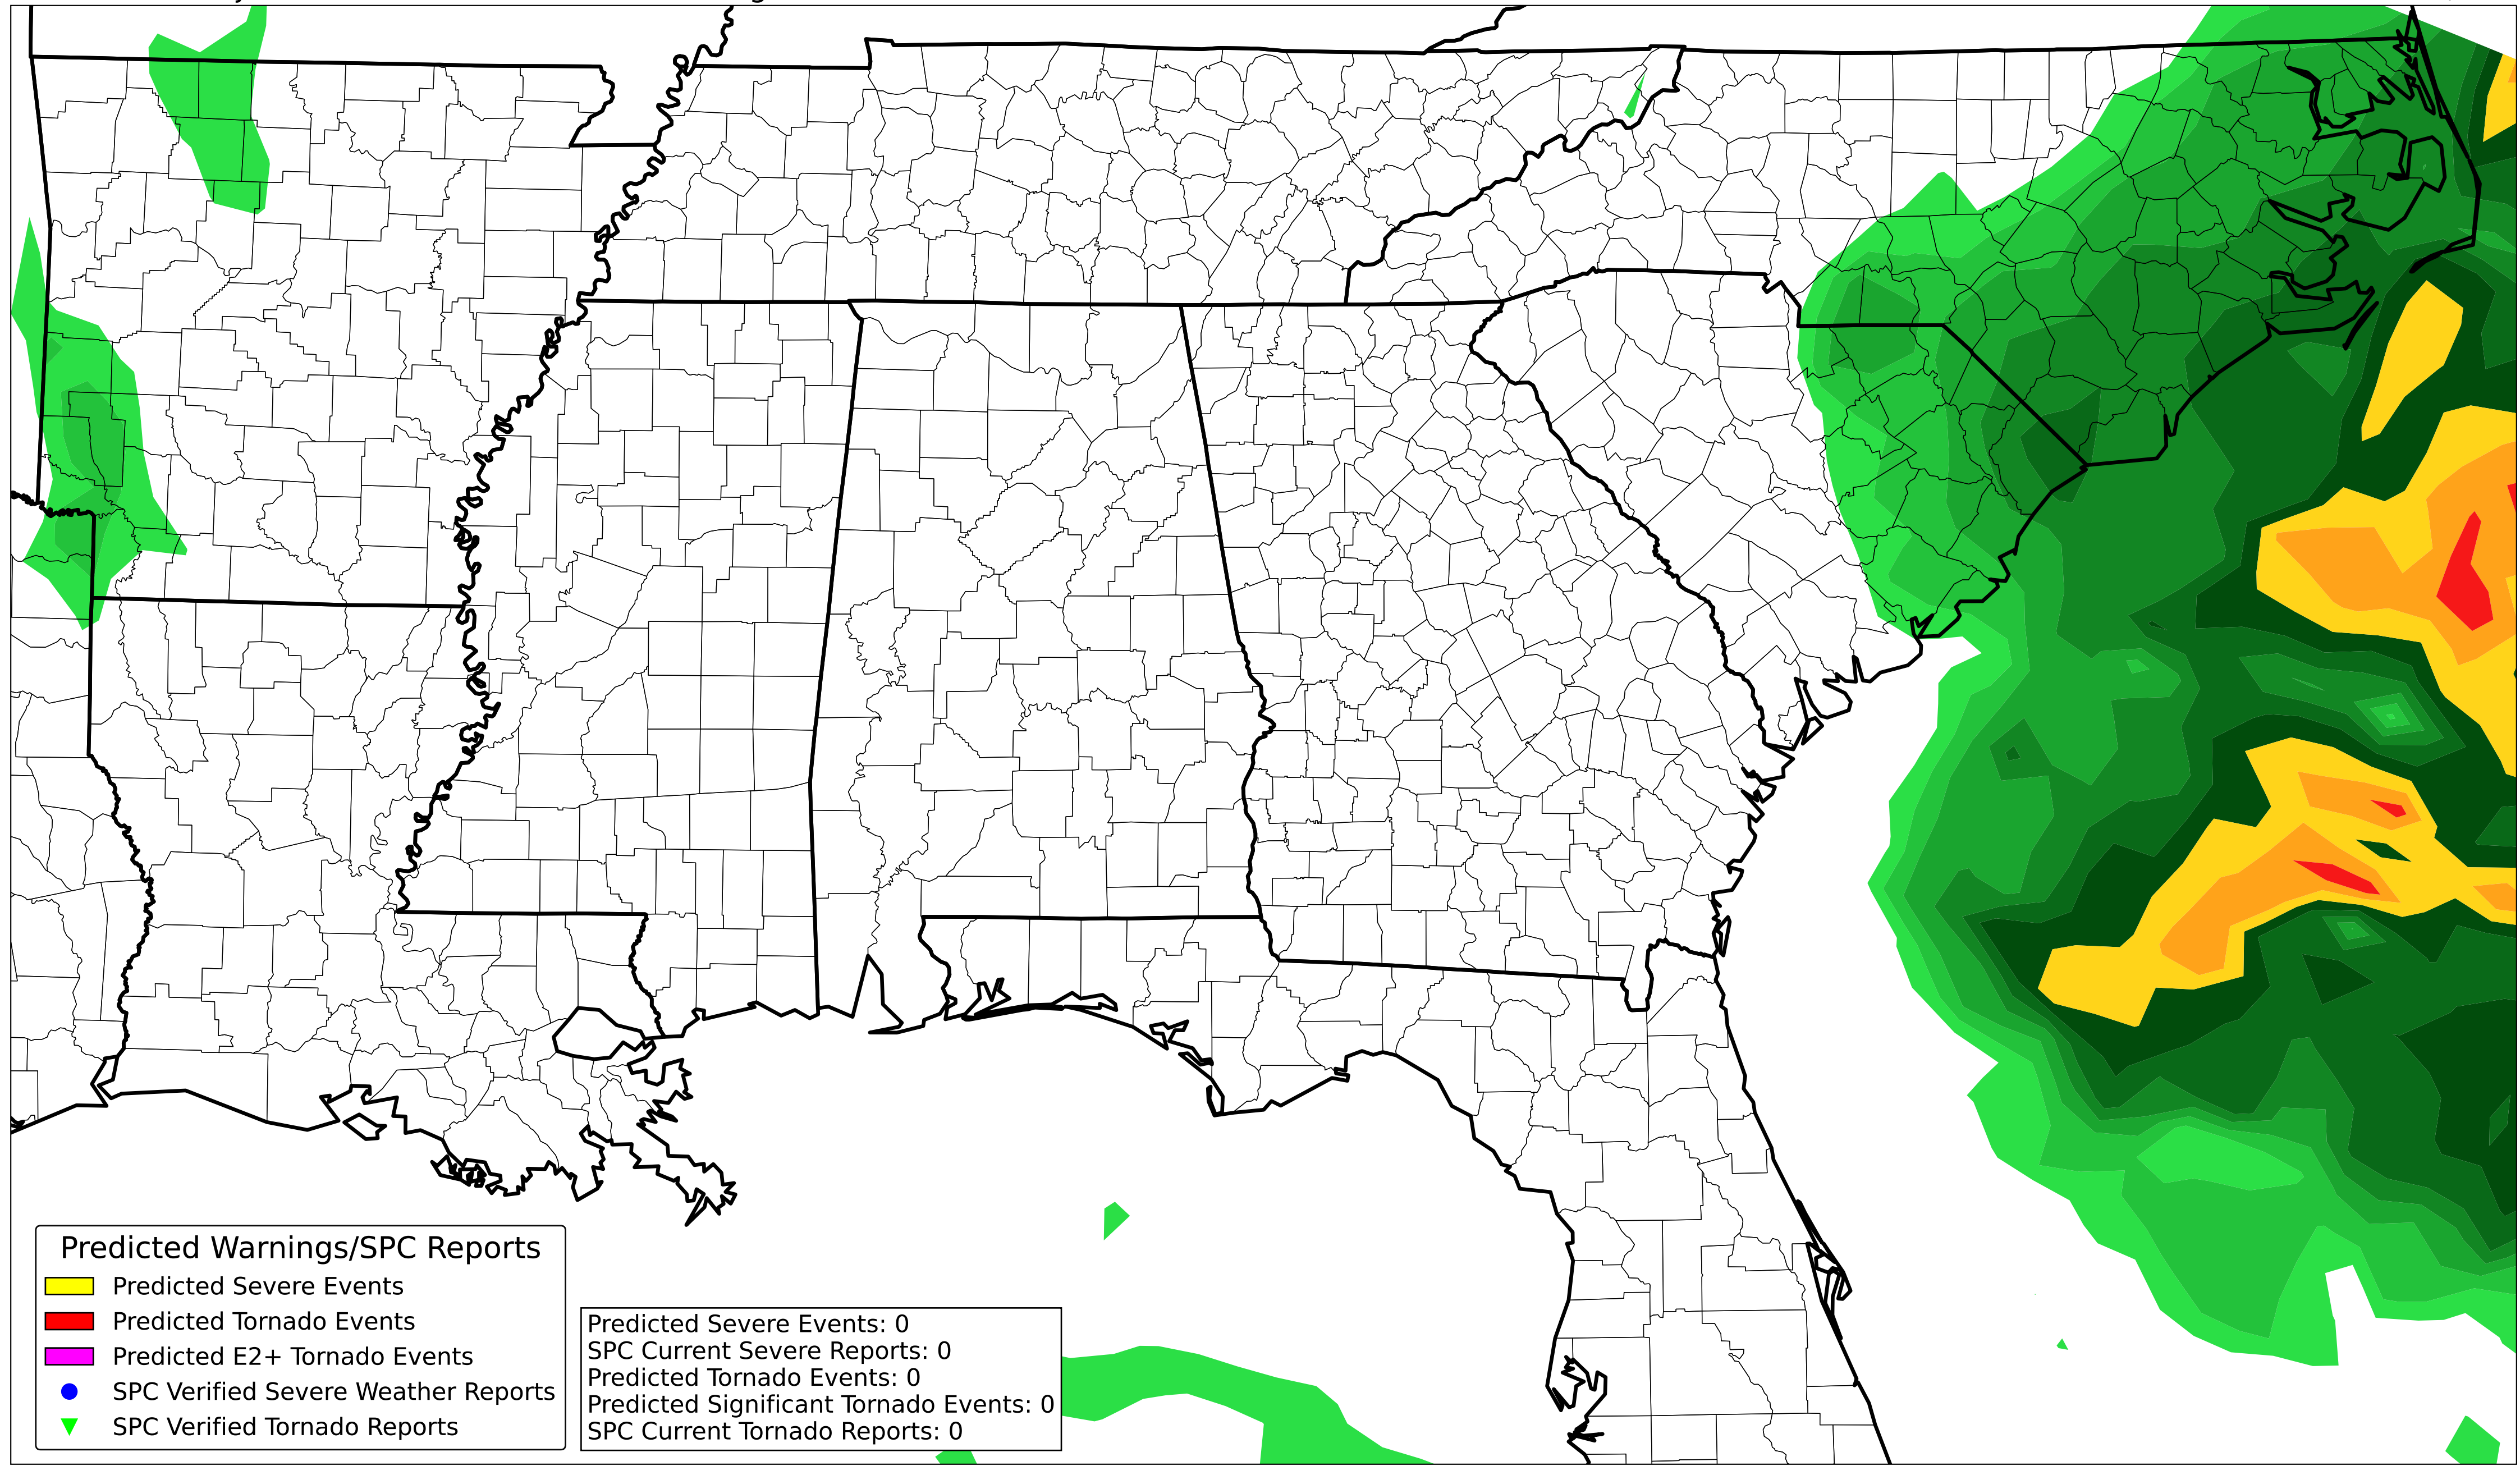 Predicted Warnings/SPC Reports
Predicted Severe Events
Predicted Tornado Events
Predicted E2+ Tornado Events
SPC Verified Severe Weather Reports
SPC Verified Tornado Reports
Predicted Severe Events: 0
SPC Current Severe Reports: 0
Predicted Tornado Events: 0
Predicted Significant Tornado Events: 0
SPC Current Tornado Reports: 0